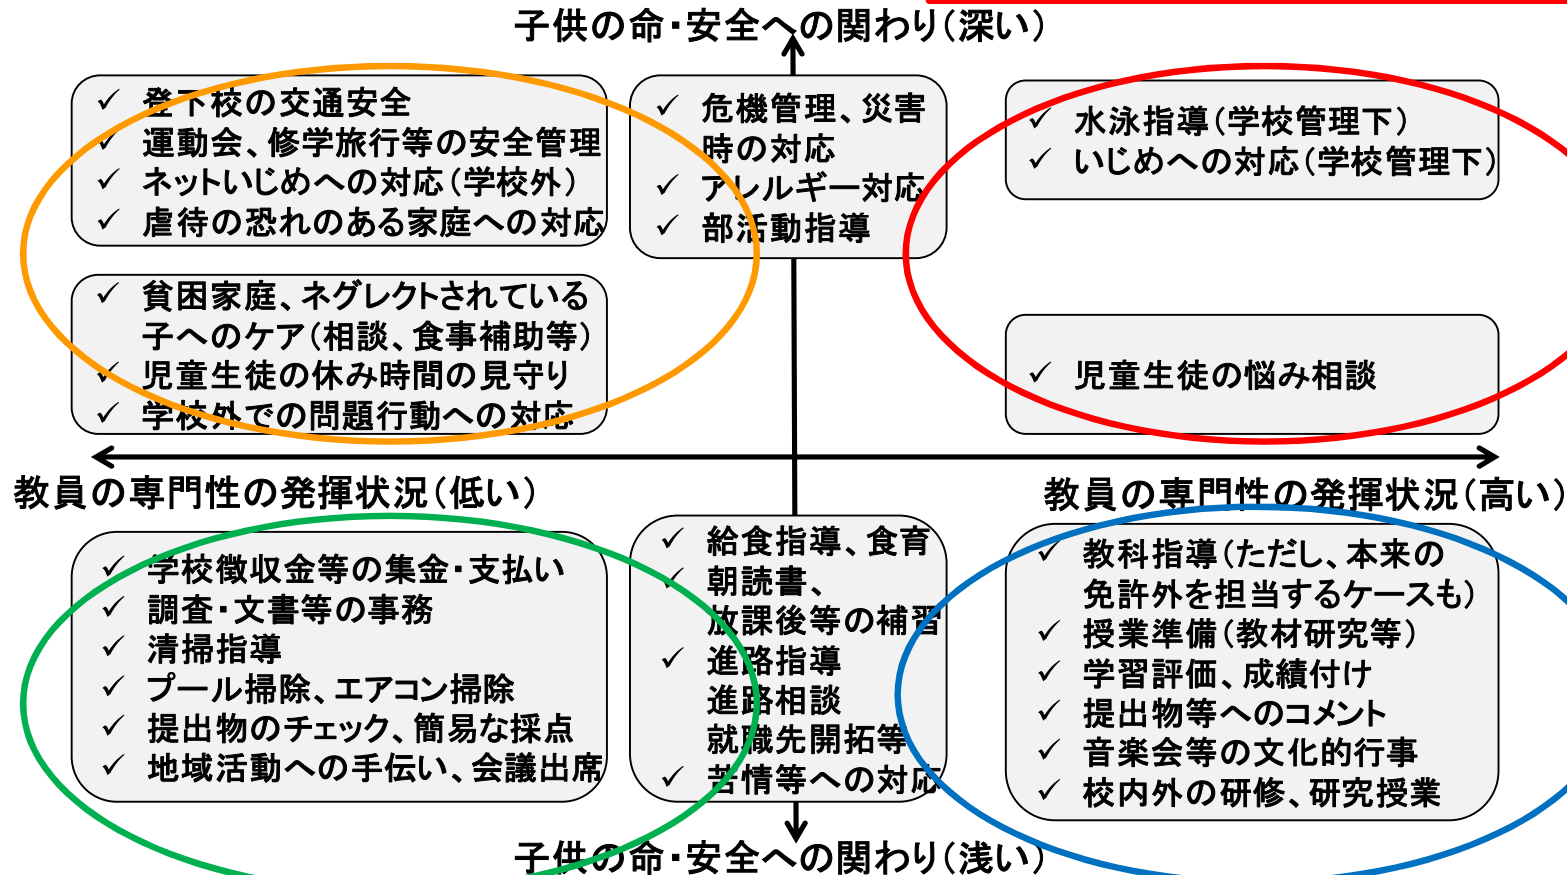 子供の命・安全への関わり(深い)
✓ 登下校の交通安全
✓ 運動会、修学旅行等の安全管理
✓ ネットいじめへの対応(学校外)
✓ 虐待の恐れのある家庭への対応
✓ 危機管理、災害
時の対応
✓ アレルギー対応
✓ 部活動指導
✓ 水泳指導(学校管理下)
✓ いじめへの対応(学校管理下)
✓ 貧困家庭、ネグレクトされている
子へのケア(相談、食事補助等)
✓ 児童生徒の休み時間の見守り
✓ 学校外での問題行動への対応
✓ 児童生徒の悩み相談
教員の専門性の発揮状況(低い)
教員の専門性の発揮状況(高い)
✓ 学校徴収金等の集金・支払い
✓ 調査・文書等の事務
✓ 清掃指導
✓ プール掃除、エアコン掃除
✓ 提出物のチェック、簡易な採点
✓ 地域活動への手伝い、会議出席
✓ 給食指導、食育
✓ 朝読書、
放課後等の補習
✓ 進路指導
進路相談
就職先開拓等
✓ 苦情等への対応
✓ 教科指導(ただし、本来の
免許外を担当するケースも)
✓ 授業準備(教材研究等)
✓ 学習評価、成績付け
✓ 提出物等へのコメント
✓ 音楽会等の文化的行事
✓ 校内外の研修、研究授業
子供の命・安全への関わり(浅い)